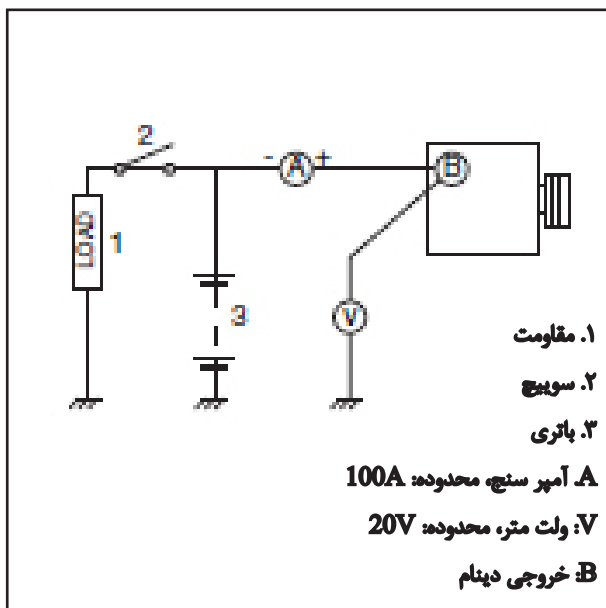 2
- A +
B
LOAD
1
3
V
۱. مقاومت
۲. سوییچ
۳. باتری
A. آمپر سنج، محدوده: 100A
V: ولت متر، محدوده: 20V
B: خروجی دینام